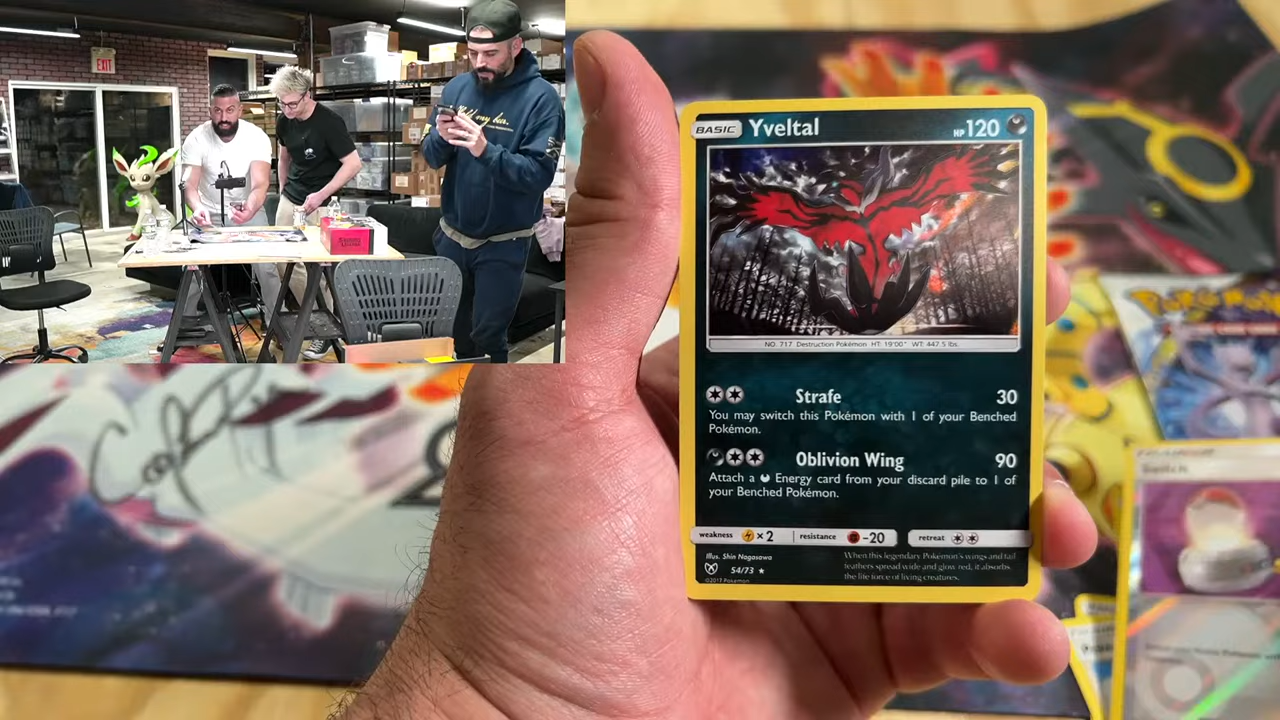 EXIT
BASIC Yveltal HP 120
NO. 717 Destruction Pokémon HT: 19'00" WT: 447.5 lbs.
Strafe 30
You may switch this Pokémon with 1 of your Benched
Pokémon.
Oblivion Wing 90
Attach a Energy card from your discard pile to 1 of
your Benched Pokémon.
weakness ×2 resistance -20 retreat
Illus. Shin Nagasawa
54/73 ★
©2017 Pokémon
When this legendary Pokémon's wings and tail
feathers spread wide and glow red, it absorbs
the life force of living creatures.
Switch